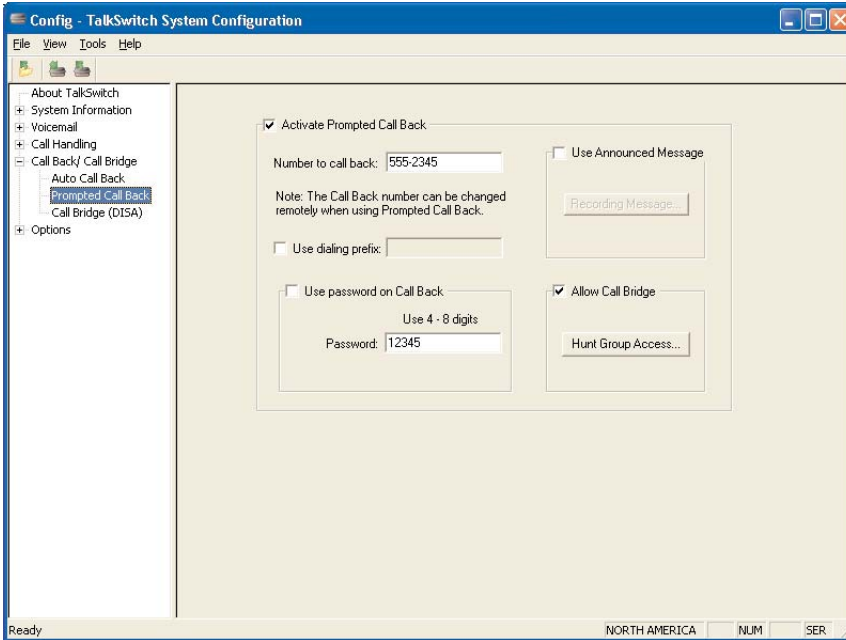 Config - TalkSwitch System Configuration
File View Tools Help
About TalkSwitch
System Information
Voicemail
Call Handling
Call Back/ Call Bridge
Auto Call Back
Prompted Call Back
Call Bridge (DISA)
Options
Activate Prompted Call Back
Number to call back: 555-2345
Note: The Call Back number can be changed
remotely when using Prompted Call Back.
Use dialing prefix:
Use Announced Message
Recording Message...
Use password on Call Back
Use 4 - 8 digits
Password: 12345
Allow Call Bridge
Hunt Group Access...
Ready
NORTH AMERICA NUM SER